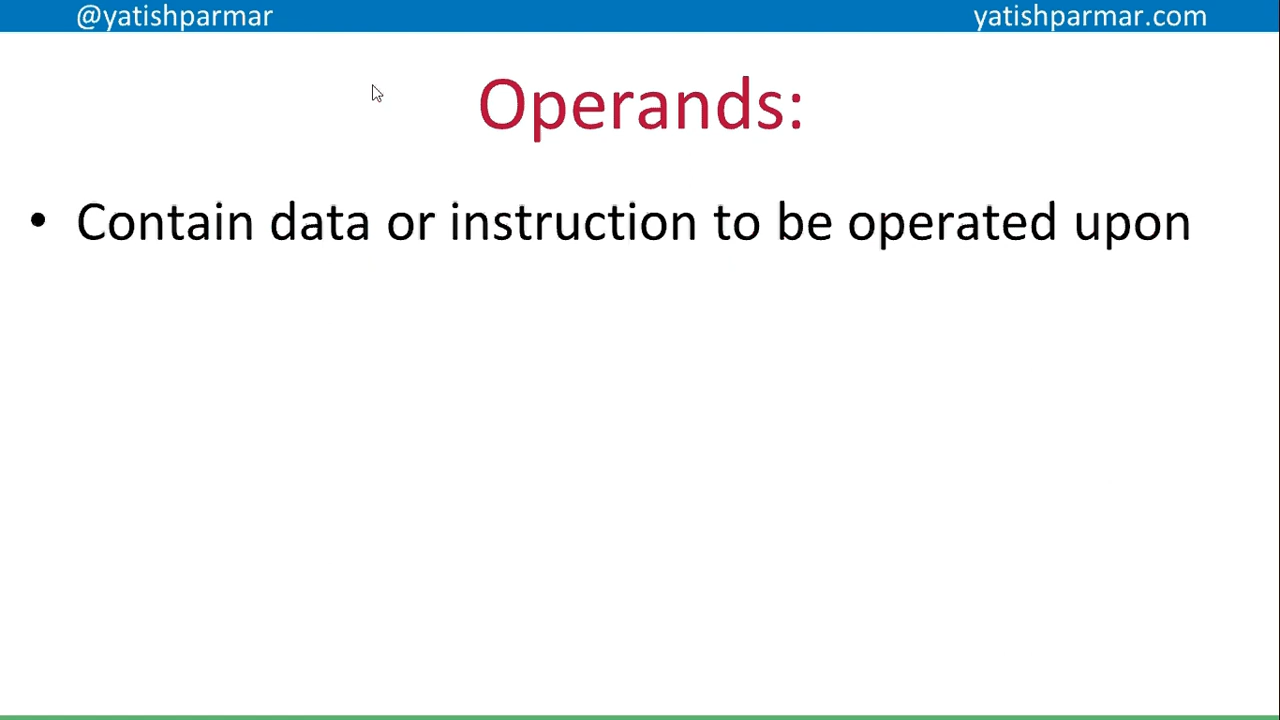 @yatishparmar
yatishparmar.com
Operands:
• Contain data or instruction to be operated upon